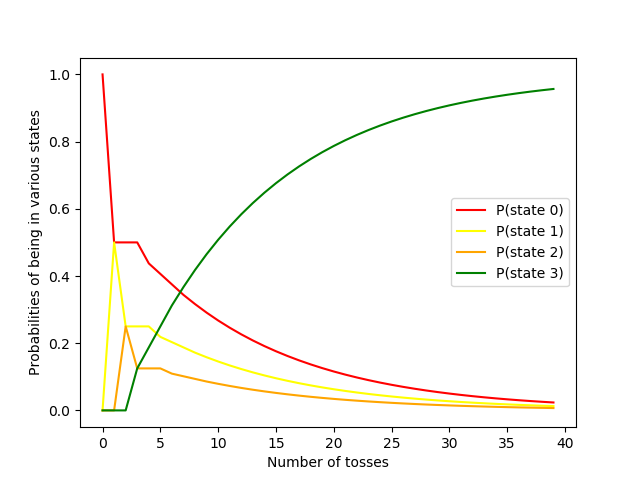 1.0
0.8
0.6
0.4
0.2
0.0
Probabilities of being in various states
P(state 0)
P(state 1)
P(state 2)
P(state 3)
0 5 10 15 20 25 30 35 40
Number of tosses